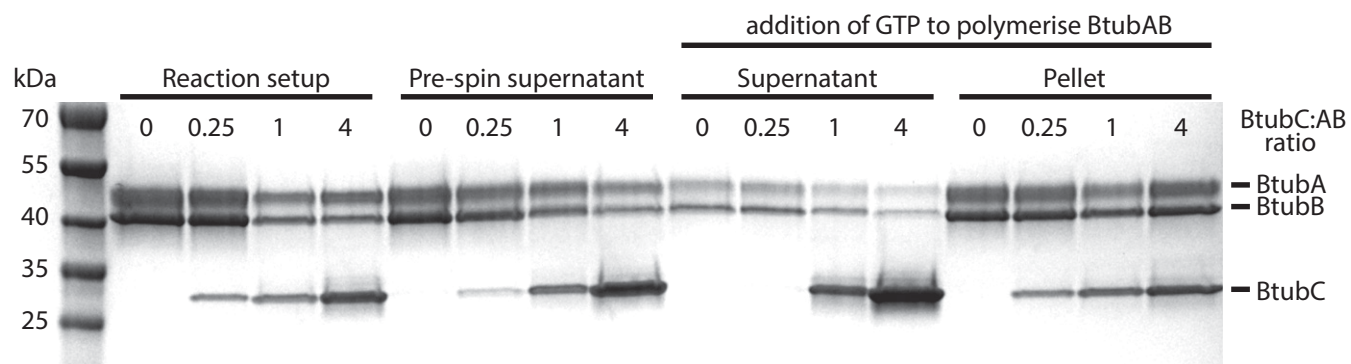 addition of GTP to polymerise BtubAB
kDa Reaction setup Pre-spin supernatant Supernatant Pellet
70 0 0.25 1 4 0 0.25 1 4 0 0.25 1 4 0 0.25 1 4 BtubC:AB
ratio
55
BtubA
40 BtubB
35
BtubC
25